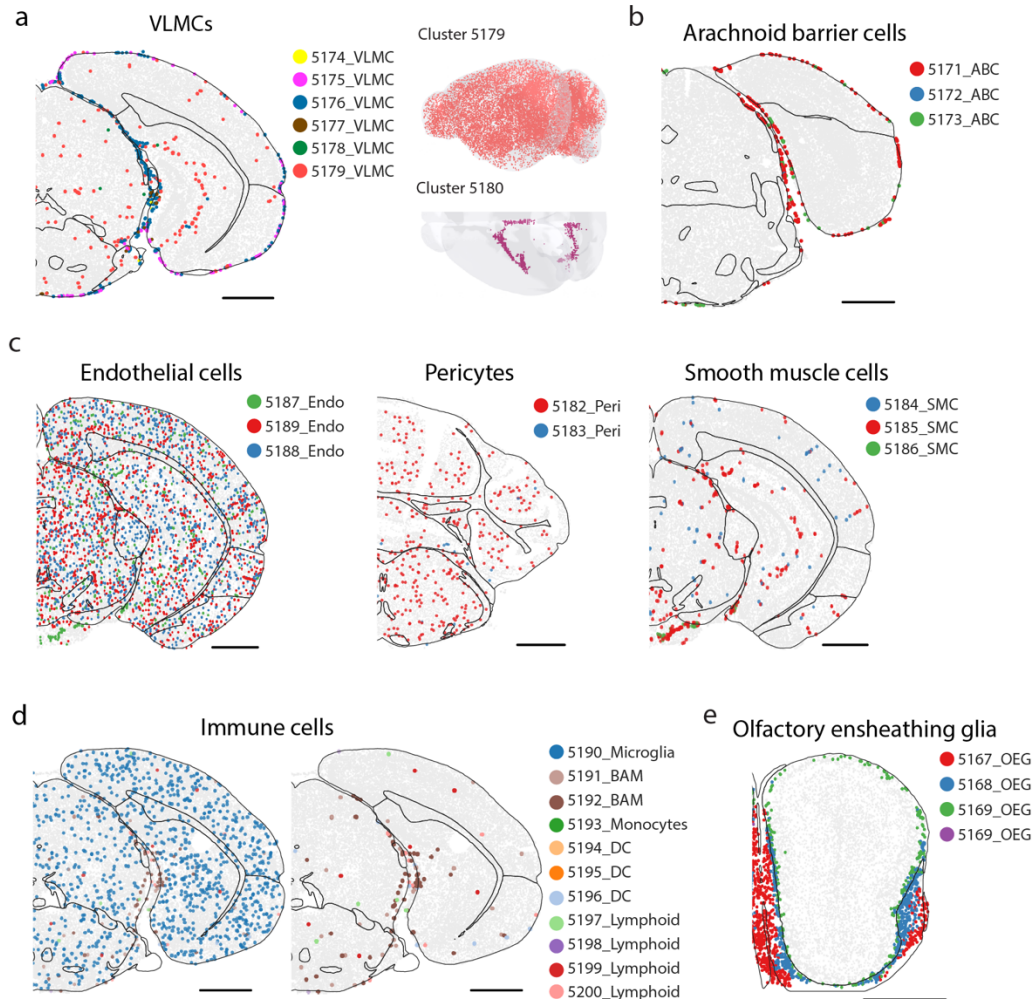 a
VLMCs
5174_VLMC
5175_VLMC
5176_VLMC
5177_VLMC
5178_VLMC
5179_VLMC
Cluster 5179
Cluster 5180
b
Arachnoid barrier cells
5171_ABC
5172_ABC
5173_ABC
c
Endothelial cells
5187_Endo
5189_Endo
5188_Endo
Pericytes
5182_Peri
5183_Peri
Smooth muscle cells
5184_SMC
5185_SMC
5186_SMC
d
Immune cells
5190_Microglia
5191_BAM
5192_BAM
5193_Monocytes
5194_DC
5195_DC
5196_DC
5197_Lymphoid
5198_Lymphoid
5199_Lymphoid
5200_Lymphoid
e
Olfactory ensheathing glia
5167_OEG
5168_OEG
5169_OEG
5169_OEG